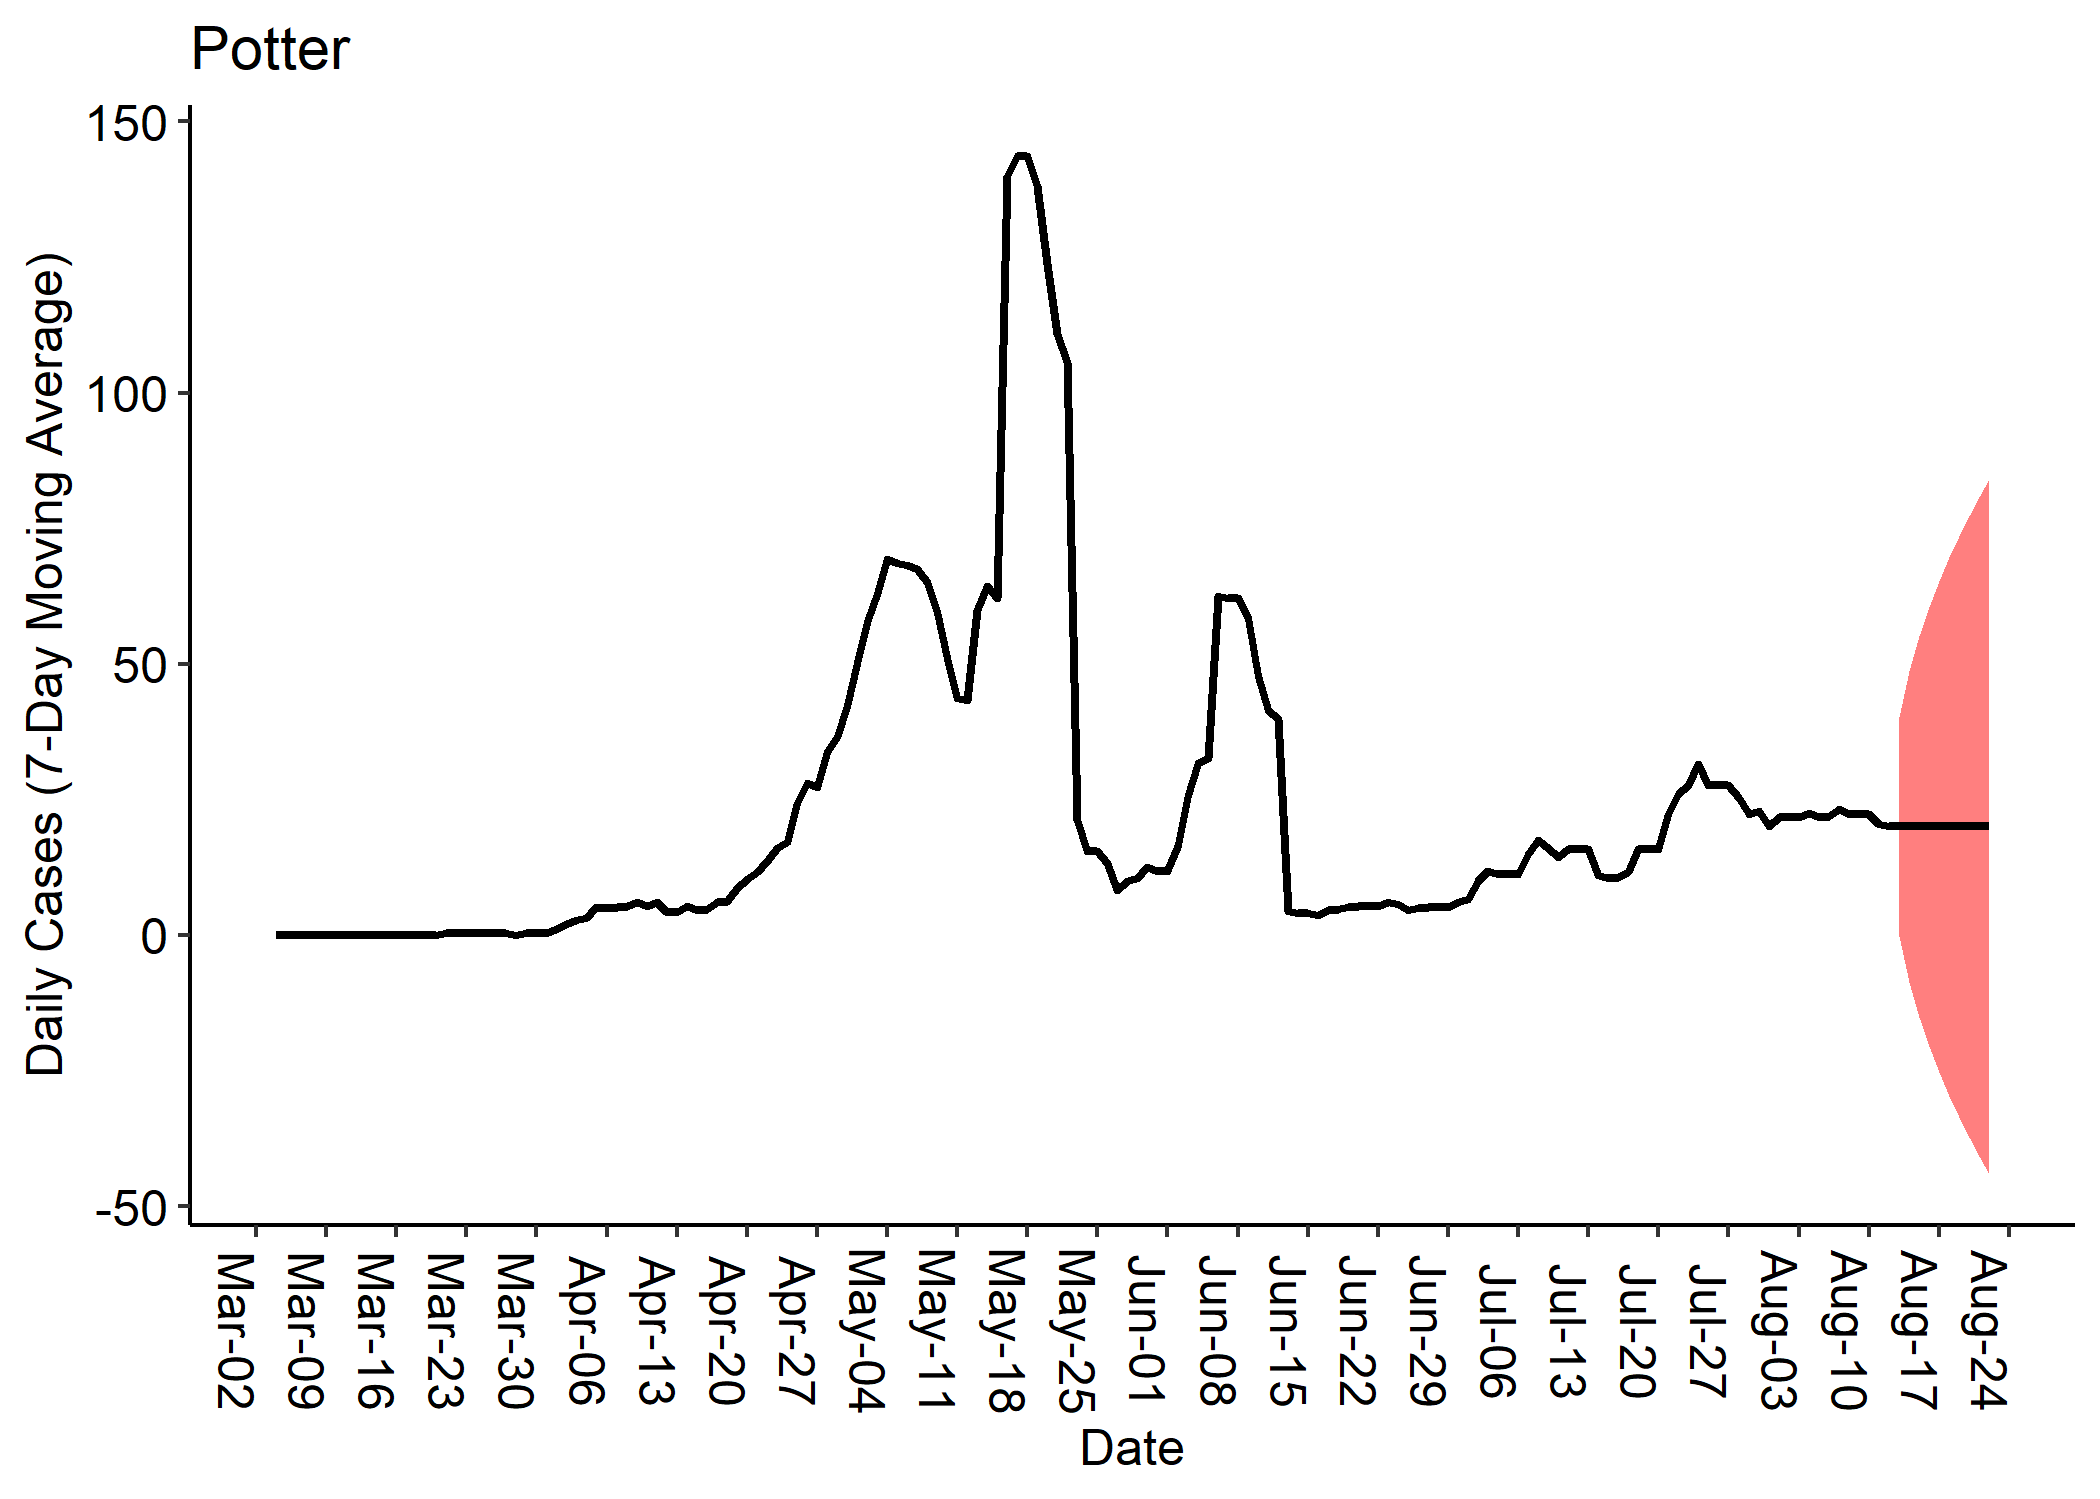 Potter
Daily Cases (7-Day Moving Average)
150
100
50
0
-50
Mar-02
Mar-09
Mar-16
Mar-23
Mar-30
Apr-06
Apr-13
Apr-20
Apr-27
May-04
May-11
May-18
May-25
Jun-01
Jun-08
Jun-15
Jun-22
Jun-29
Jul-06
Jul-13
Jul-20
Jul-27
Aug-03
Aug-10
Aug-17
Aug-24
Date